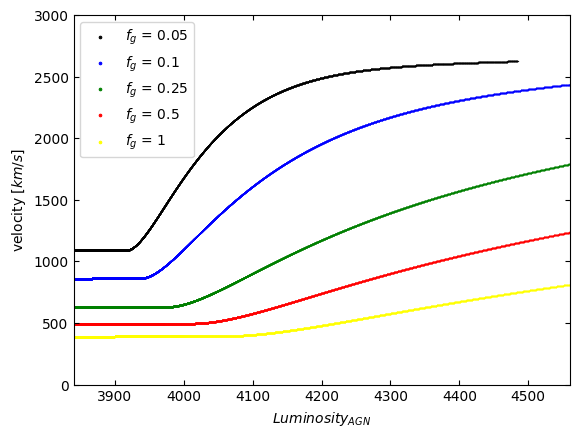 3000
2500
2000
1500
1000
500
0
velocity [km/s]
f_g = 0.05
f_g = 0.1
f_g = 0.25
f_g = 0.5
f_g = 1
3900 4000 4100 4200 4300 4400 4500
Luminosity_AGN